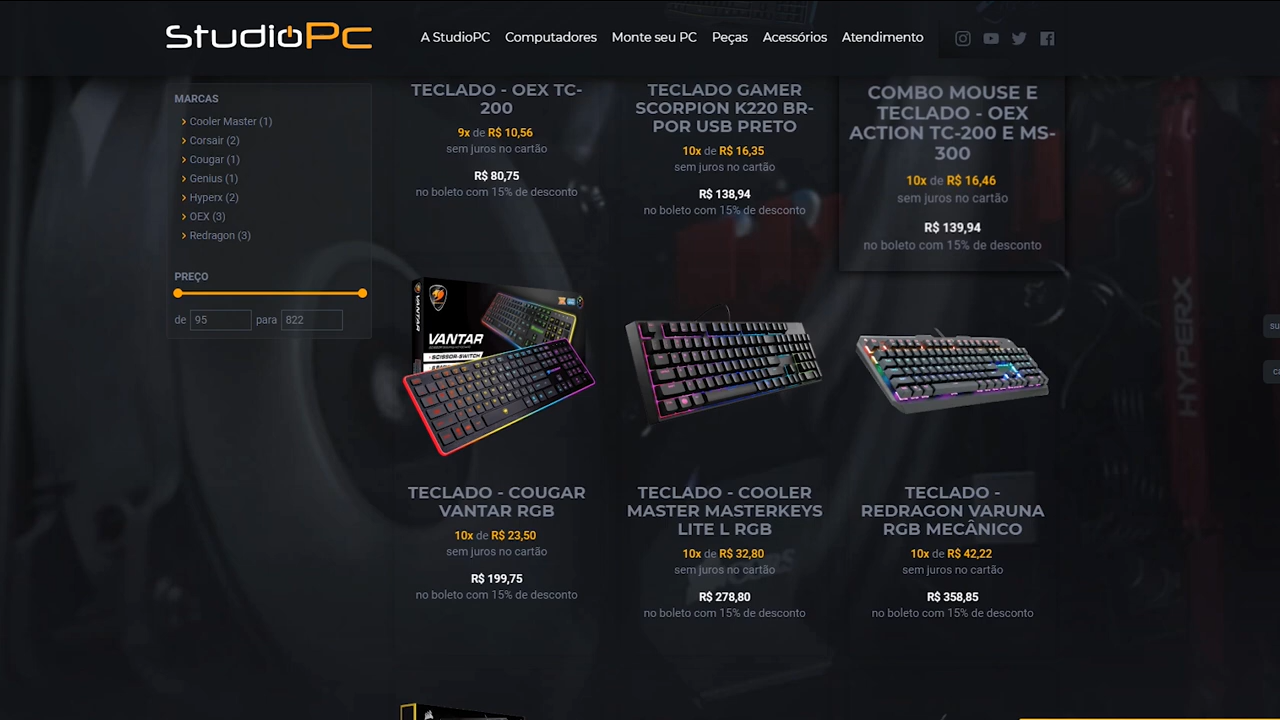 StudioPc
A StudioPC
Computadores
Monte seu PC
Peças
Acessórios
Atendimento
MARCAS
Cooler Master (1)
Corsair (2)
Cougar (1)
Genius (1)
Hyperx (2)
OEX (3)
Redragon (3)
PREÇO
de 95 para 822
TECLADO - OEX TC-
200
9x de R$ 10,56
sem juros no cartão
R$ 80,75
no boleto com 15% de desconto
TECLADO GAMER
SCORPION K220 BR-
POR USB PRETO
10x de R$ 16,35
sem juros no cartão
R$ 138,94
no boleto com 15% de desconto
COMBO MOUSE E
TECLADO - OEX
ACTION TC-200 E MS-
300
10x de R$ 16,46
sem juros no cartão
R$ 139,94
no boleto com 15% de desconto
VANTAR
SCISSOR-SWITCH
TECLADO - COUGAR
VANTAR RGB
10x de R$ 23,50
sem juros no cartão
R$ 199,75
no boleto com 15% de desconto
TECLADO - COOLER
MASTER MASTERKEYS
LITE L RGB
10x de R$ 32,80
sem juros no cartão
R$ 278,80
no boleto com 15% de desconto
TECLADO -
REDRAGON VARUNA
RGB MECÂNICO
10x de R$ 42,22
sem juros no cartão
R$ 358,85
no boleto com 15% de desconto
HYPERX